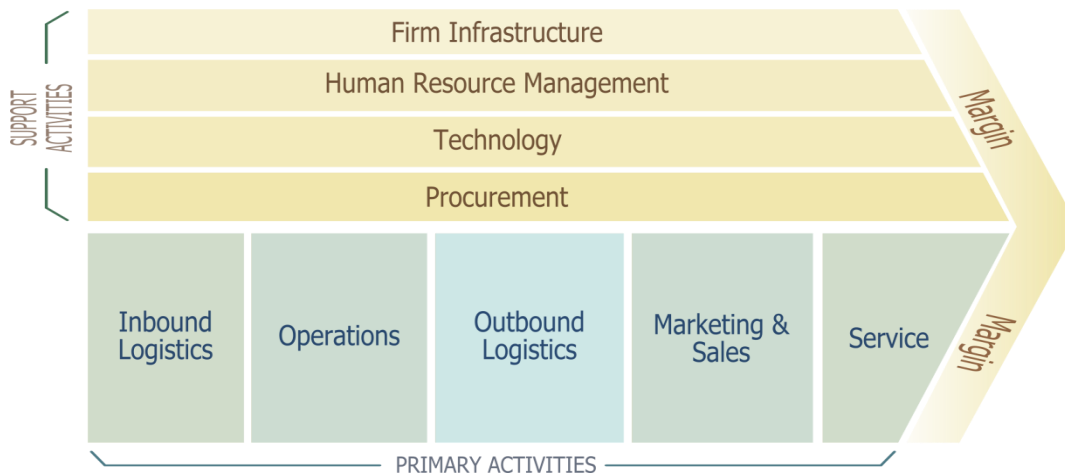 Firm Infrastructure
Human Resource Management
Technology
Procurement
SUPPORT
ACTIVITIES
Margin
Inbound
Logistics
Operations
Outbound
Logistics
Marketing &
Sales
Service
Margin
PRIMARY ACTIVITIES